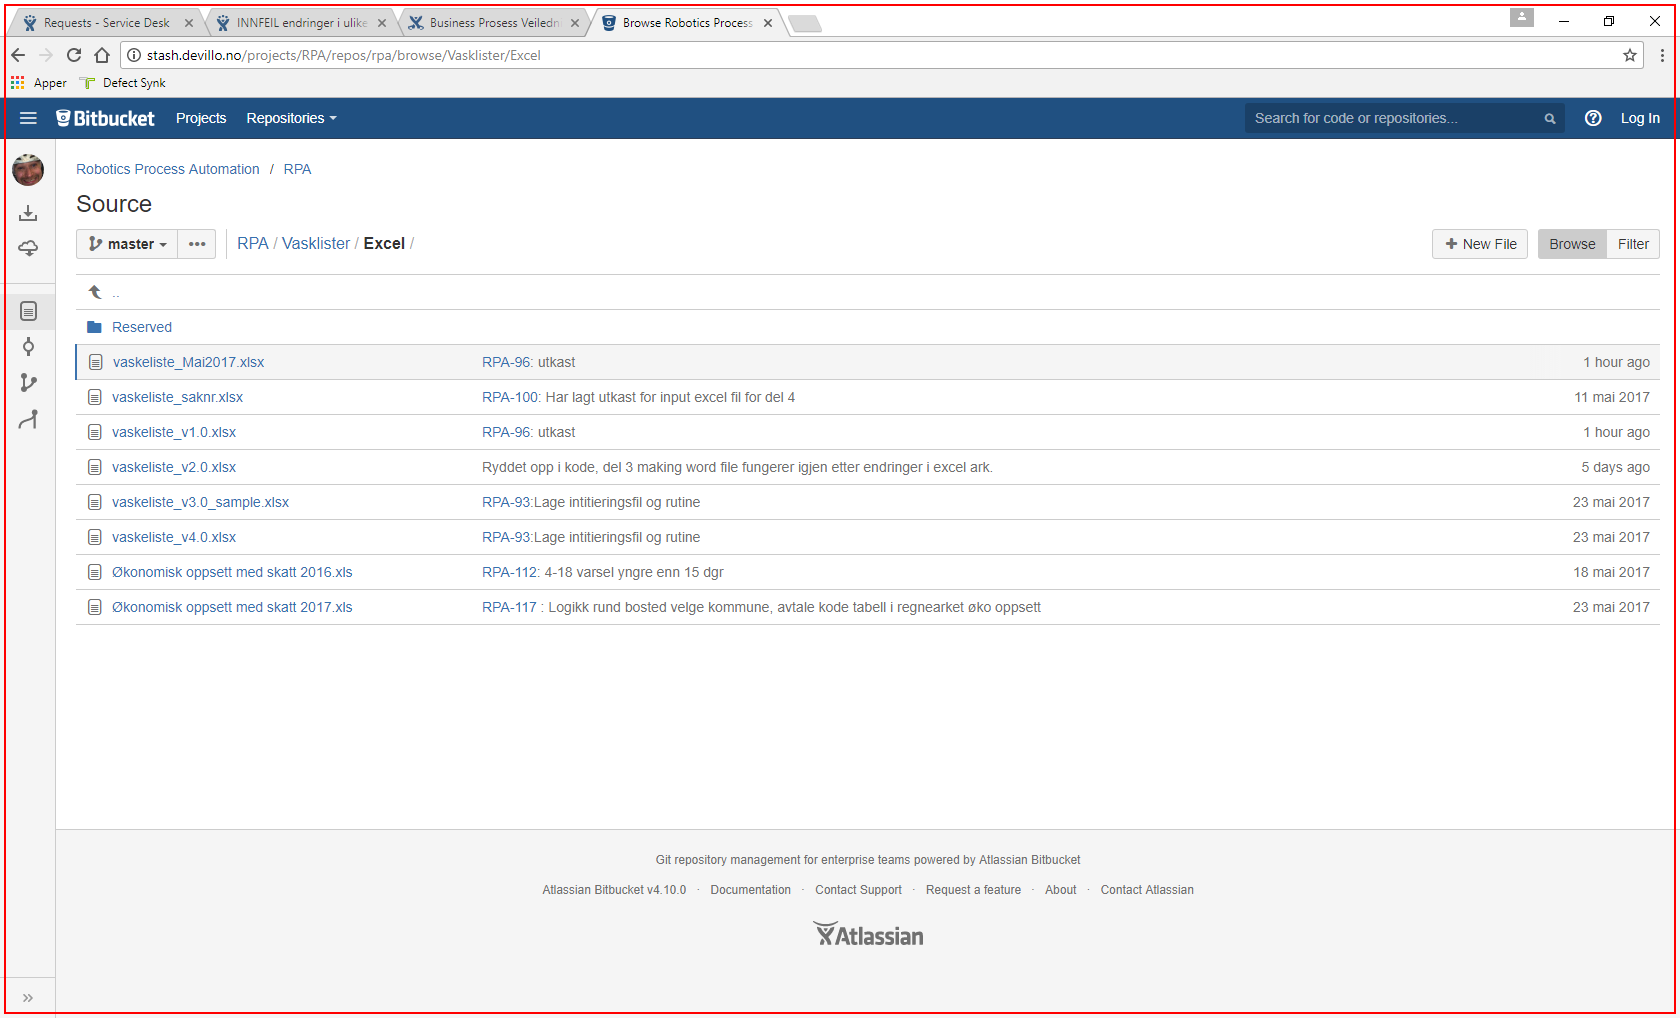 Requests - Service Desk
INNFEIL endringer i ulike
Business Prosess Veiledn
Browse Robotics Process
stash.devillo.no/projects/RPA/repos/rpa/browse/Vasklister/Excel
Apper Defect Synk
Bitbucket Projects Repositories Search for code or repositories... Log In
Robotics Process Automation / RPA
Source
master ••• RPA / Vasklister / Excel / + New File Browse Filter
..
Reserved
vaskeliste_Mai2017.xlsx RPA-96: utkast 1 hour ago
vaskeliste_saknr.xlsx RPA-100: Har lagt utkast for input excel fil for del 4 11 mai 2017
vaskeliste_v1.0.xlsx RPA-96: utkast 1 hour ago
vaskeliste_v2.0.xlsx Ryddet opp i kode, del 3 making word file fungerer igjen etter endringer i excel ark. 5 days ago
vaskeliste_v3.0_sample.xlsx RPA-93:Lage intitieringsfil og rutine 23 mai 2017
vaskeliste_v4.0.xlsx RPA-93:Lage intitieringsfil og rutine 23 mai 2017
Økonomisk oppsett med skatt 2016.xls RPA-112: 4-18 varsel yngre enn 15 dgr 18 mai 2017
Økonomisk oppsett med skatt 2017.xls RPA-117 : Logikk rund bosted velge kommune, avtale kode tabell i regnearket øko oppsett 23 mai 2017
Git repository management for enterprise teams powered by Atlassian Bitbucket
Atlassian Bitbucket v4.10.0 · Documentation · Contact Support · Request a feature · About · Contact Atlassian
Atlassian